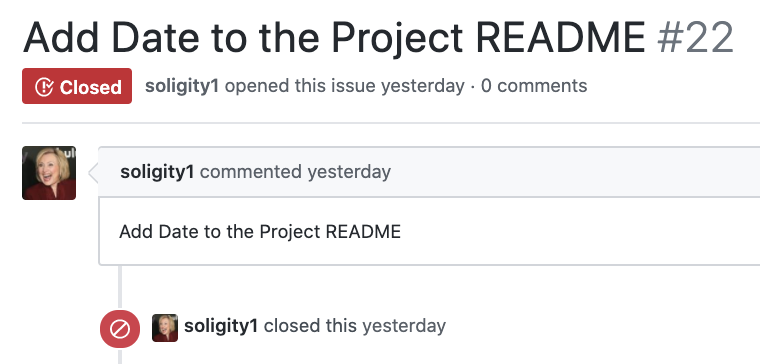 Add Date to the Project README #22
Closed soligity1 opened this issue yesterday · 0 comments
soligity1 commented yesterday
Add Date to the Project README
soligity1 closed this yesterday